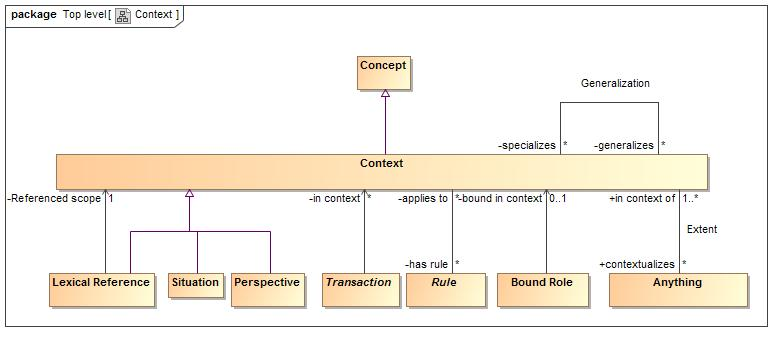 package Top level[ Context ]
Concept
Generalization
-specializes * -generalizes *
Context
-Referenced scope 1 -in context * -applies to * -bound in context 0..1 +in context of 1..*
Extent
-has rule * +contextualizes *
Lexical Reference Situation Perspective Transaction Rule Bound Role Anything